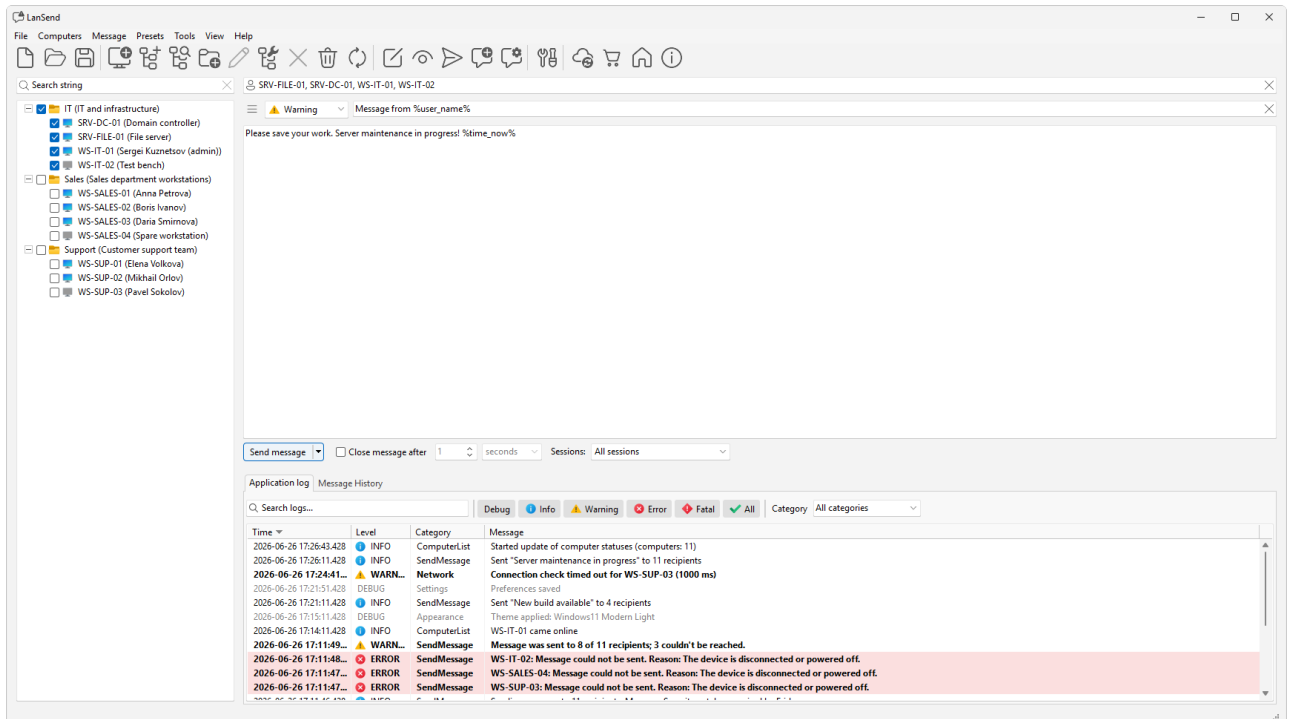 LanSend
File Computers Message Presets Tools View Help
Search string
SRV-FILE-01, SRV-DC-01, WS-IT-01, WS-IT-02
IT (IT and infrastructure)
SRV-DC-01 (Domain controller)
SRV-FILE-01 (File server)
WS-IT-01 (Sergei Kuznetsov (admin))
WS-IT-02 (Test bench)
Sales (Sales department workstations)
WS-SALES-01 (Anna Petrova)
WS-SALES-02 (Boris Ivanov)
WS-SALES-03 (Daria Smirnova)
WS-SALES-04 (Spare workstation)
Support (Customer support team)
WS-SUP-01 (Elena Volkova)
WS-SUP-02 (Mikhail Orlov)
WS-SUP-03 (Pavel Sokolov)
Warning Message from %user_name%
Please save your work. Server maintenance in progress! %time_now%
Send message Close message after 1 seconds Sessions: All sessions
Application log Message History
Search logs... Debug Info Warning Error Fatal All Category All categories
Time Level Category Message
2026-06-26 17:26:43.428 INFO ComputerList Started update of computer statuses (computers: 11)
2026-06-26 17:26:11.428 INFO SendMessage Sent "Server maintenance in progress" to 11 recipients
2026-06-26 17:24:41... WARN... Network Connection check timed out for WS-SUP-03 (1000 ms)
2026-06-26 17:21:51.428 DEBUG Settings Preferences saved
2026-06-26 17:21:11.428 INFO SendMessage Sent "New build available" to 4 recipients
2026-06-26 17:15:11.428 DEBUG Appearance Theme applied: Windows11 Modern Light
2026-06-26 17:14:11.428 INFO ComputerList WS-IT-01 came online
2026-06-26 17:11:49... WARN... SendMessage Message was sent to 8 of 11 recipients; 3 couldn't be reached.
2026-06-26 17:11:48... ERROR SendMessage WS-IT-02: Message could not be sent. Reason: The device is disconnected or powered off.
2026-06-26 17:11:47... ERROR SendMessage WS-SALES-04: Message could not be sent. Reason: The device is disconnected or powered off.
2026-06-26 17:11:47... ERROR SendMessage WS-SUP-03: Message could not be sent. Reason: The device is disconnected or powered off.